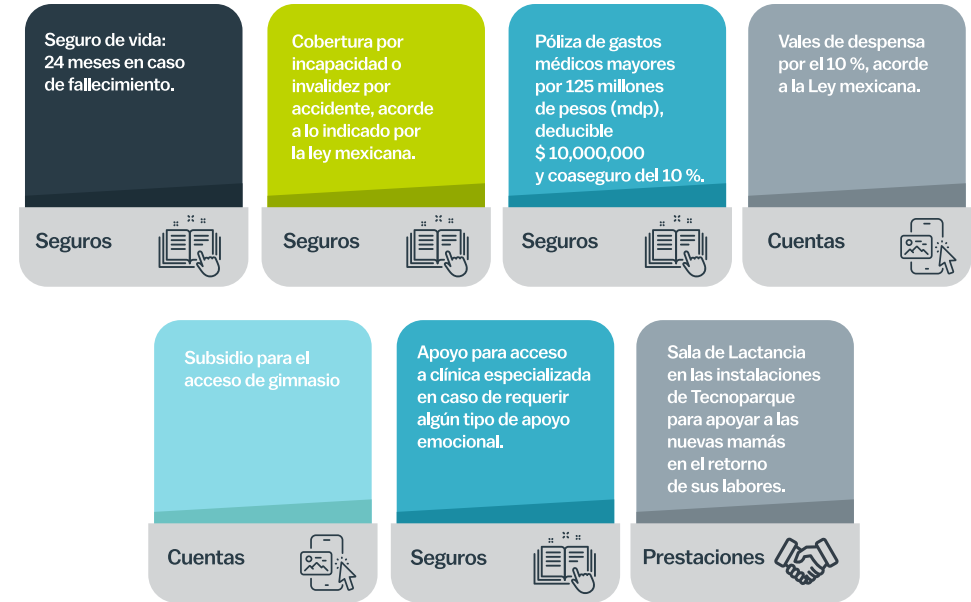 Seguro de vida:
24 meses en caso
de fallecimiento.
Seguros
Cobertura por
incapacidad o
invalidez por
accidente, acorde
a lo indicado por
la ley mexicana.
Seguros
Póliza de gastos
médicos mayores
por 125 millones
de pesos (mdp),
deducible
$ 10,000,000
y coaseguro del 10 %.
Seguros
Vales de despensa
por el 10 %, acorde
a la Ley mexicana.
Cuentas
Subsidio para el
acceso de gimnasio
Cuentas
Apoyo para acceso
a clínica especializada
en caso de requerir
algún tipo de apoyo
emocional.
Seguros
Sala de Lactancia
en las instalaciones
de Tecnoparque
para apoyar a las
nuevas mamás
en el retorno
de sus labores.
Prestaciones